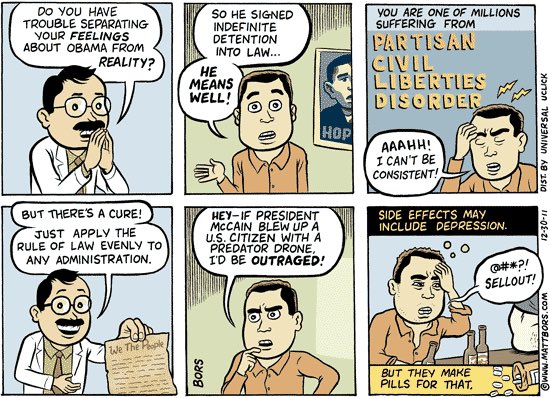 DO YOU HAVE
TROUBLE SEPARATING
YOUR FEELINGS
ABOUT OBAMA FROM
REALITY?
SO HE SIGNED
INDEFINITE
DETENTION
INTO LAW...
HE
MEANS
WELL!
HOP
YOU ARE ONE OF MILLIONS
SUFFERING FROM
PARTISAN
CIVIL
LIBERTIES
DISORDER
AAAHH!
I CAN'T BE
CONSISTENT!
DIST. BY UNIVERSAL UCLICK
BUT THERE'S A CURE!
JUST APPLY THE
RULE OF LAW EVENLY TO
ANY ADMINISTRATION.
We The People
HEY-IF PRESIDENT
McCAIN BLEW UP A
U.S. CITIZEN WITH A
PREDATOR DRONE,
I'D BE OUTRAGED!
BORS
SIDE EFFECTS MAY
INCLUDE DEPRESSION.
@#*?!
SELLOUT!
BUT THEY MAKE
PILLS FOR THAT.
12-30-11
©WWW.MATTBORS.COM